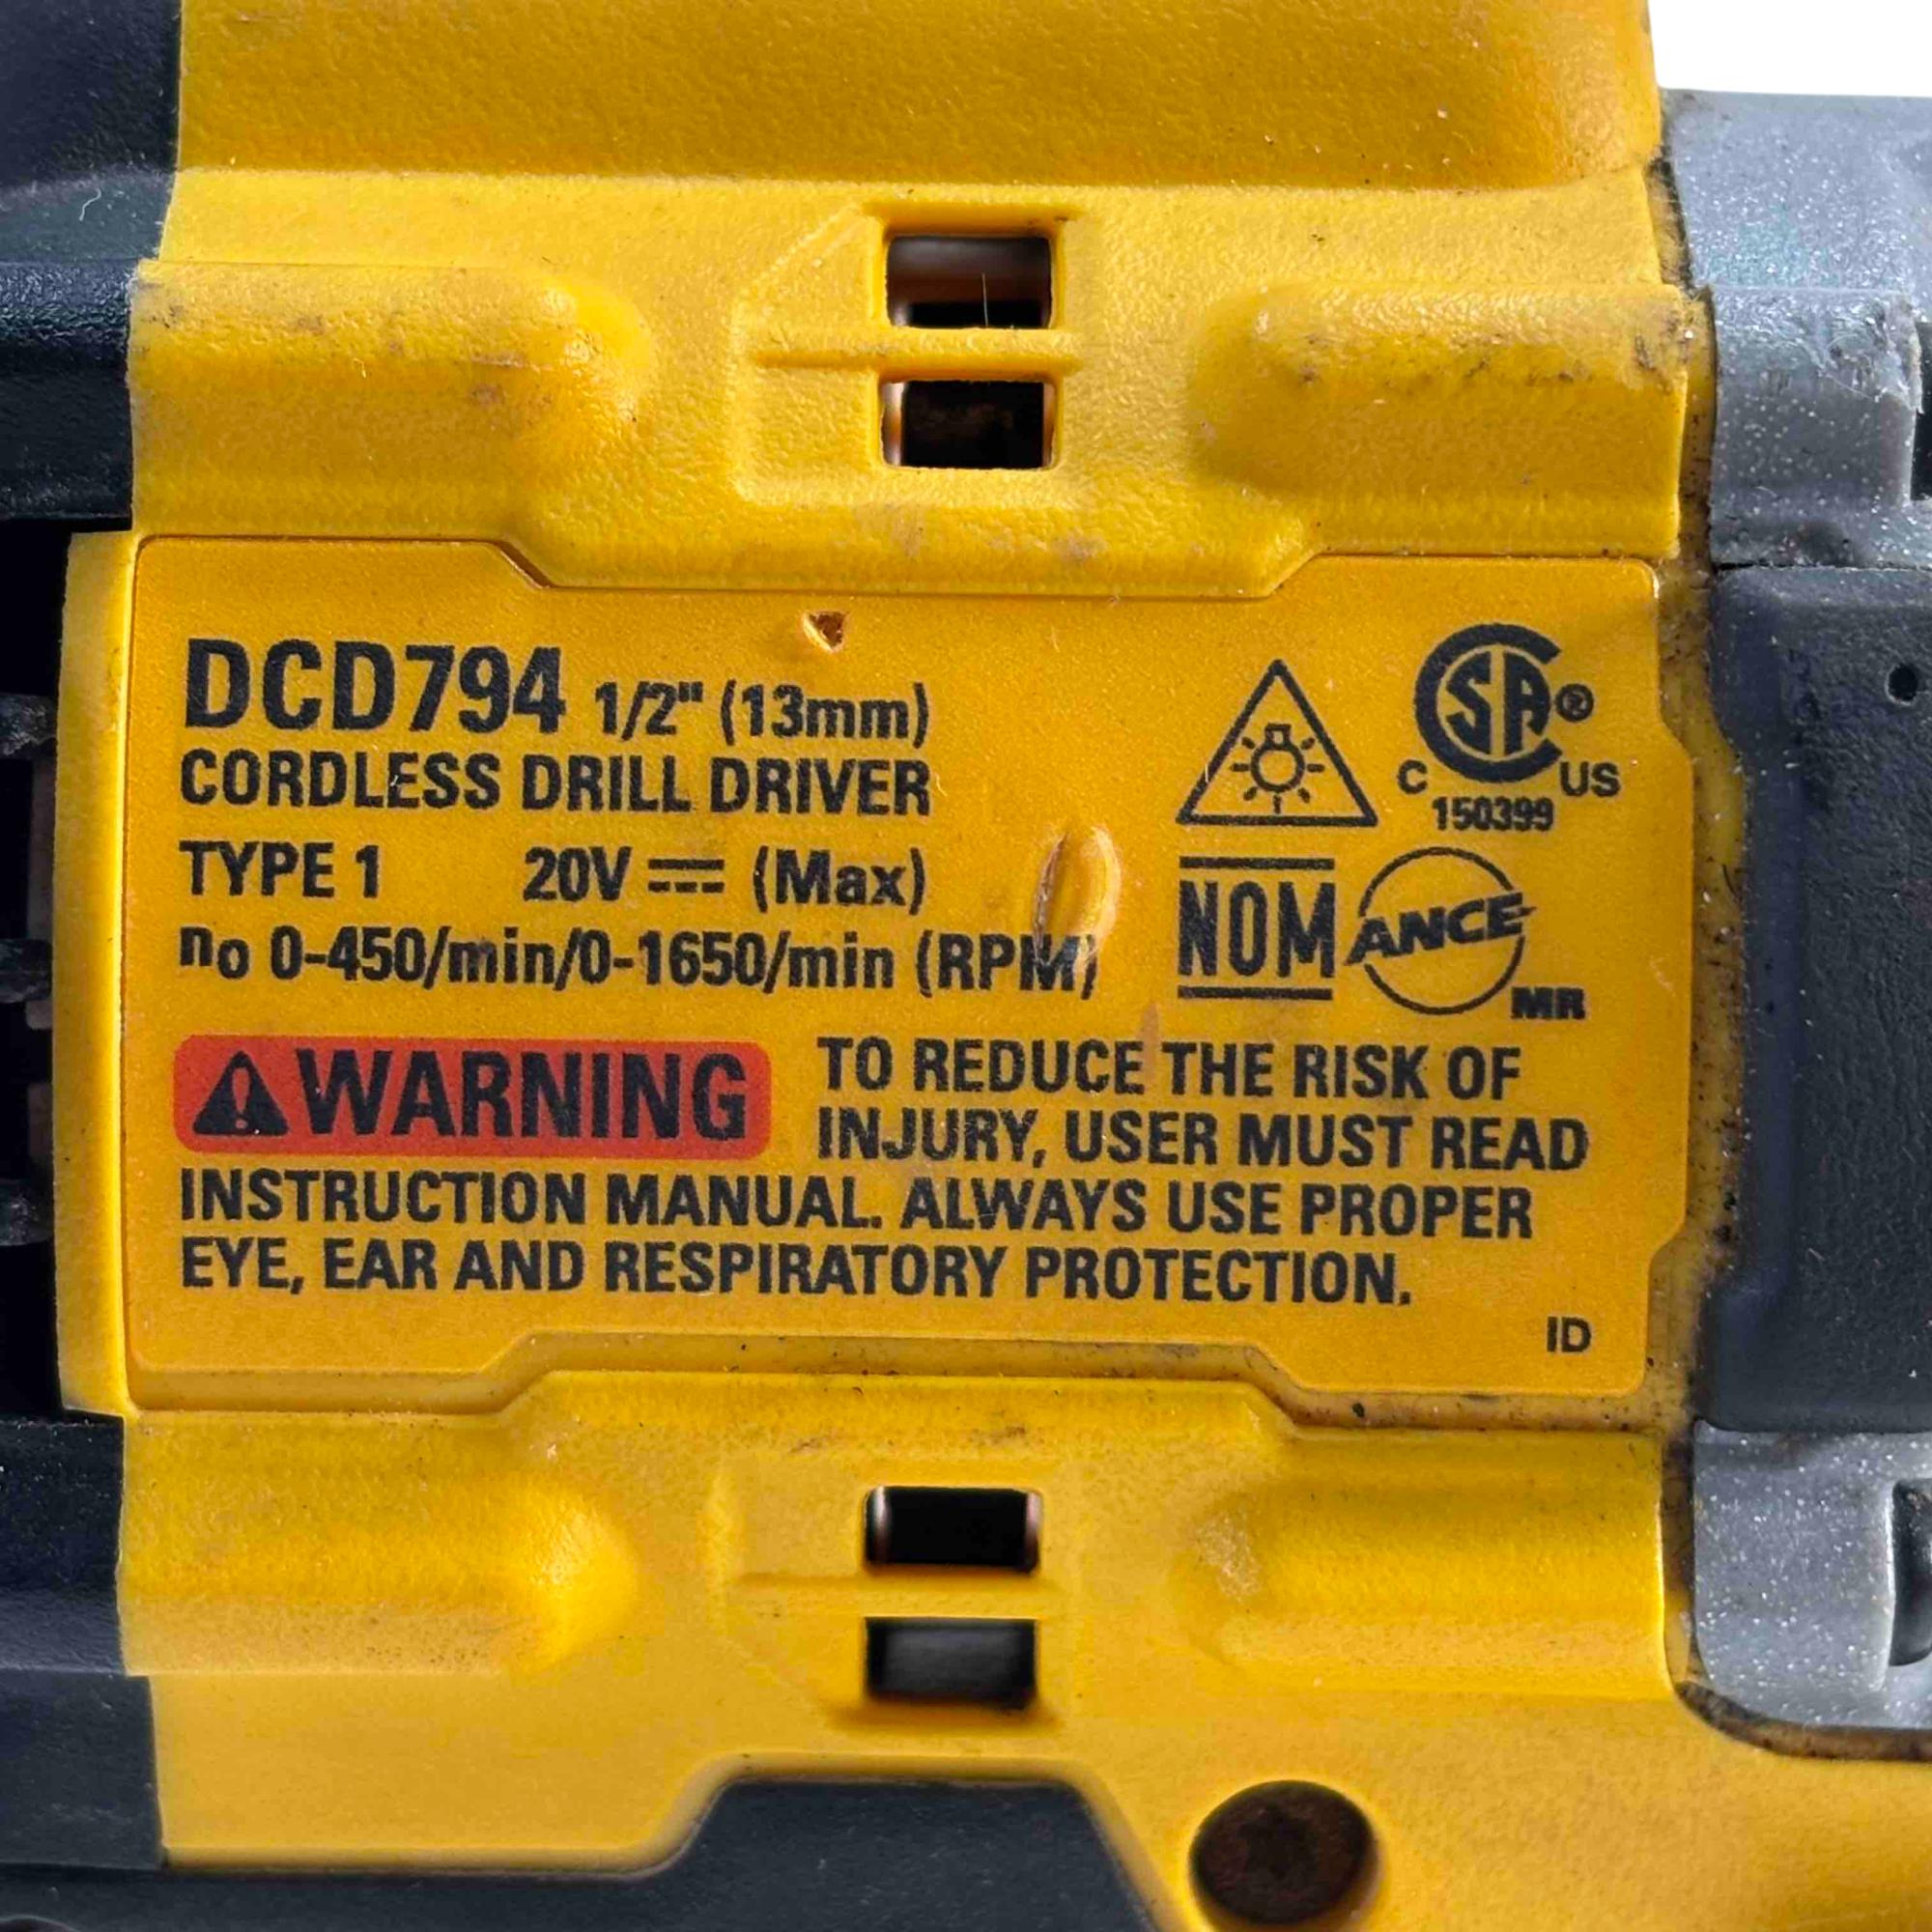 DCD794 1/2" (13mm)
CORDLESS DRILL DRIVER
TYPE 1 20V ⎓ (Max)
no 0-450/min/0-1650/min (RPM)
CSA®
C US
150399
NOM ANCE
MR
⚠WARNING TO REDUCE THE RISK OF
INJURY, USER MUST READ
INSTRUCTION MANUAL. ALWAYS USE PROPER
EYE, EAR AND RESPIRATORY PROTECTION.
ID